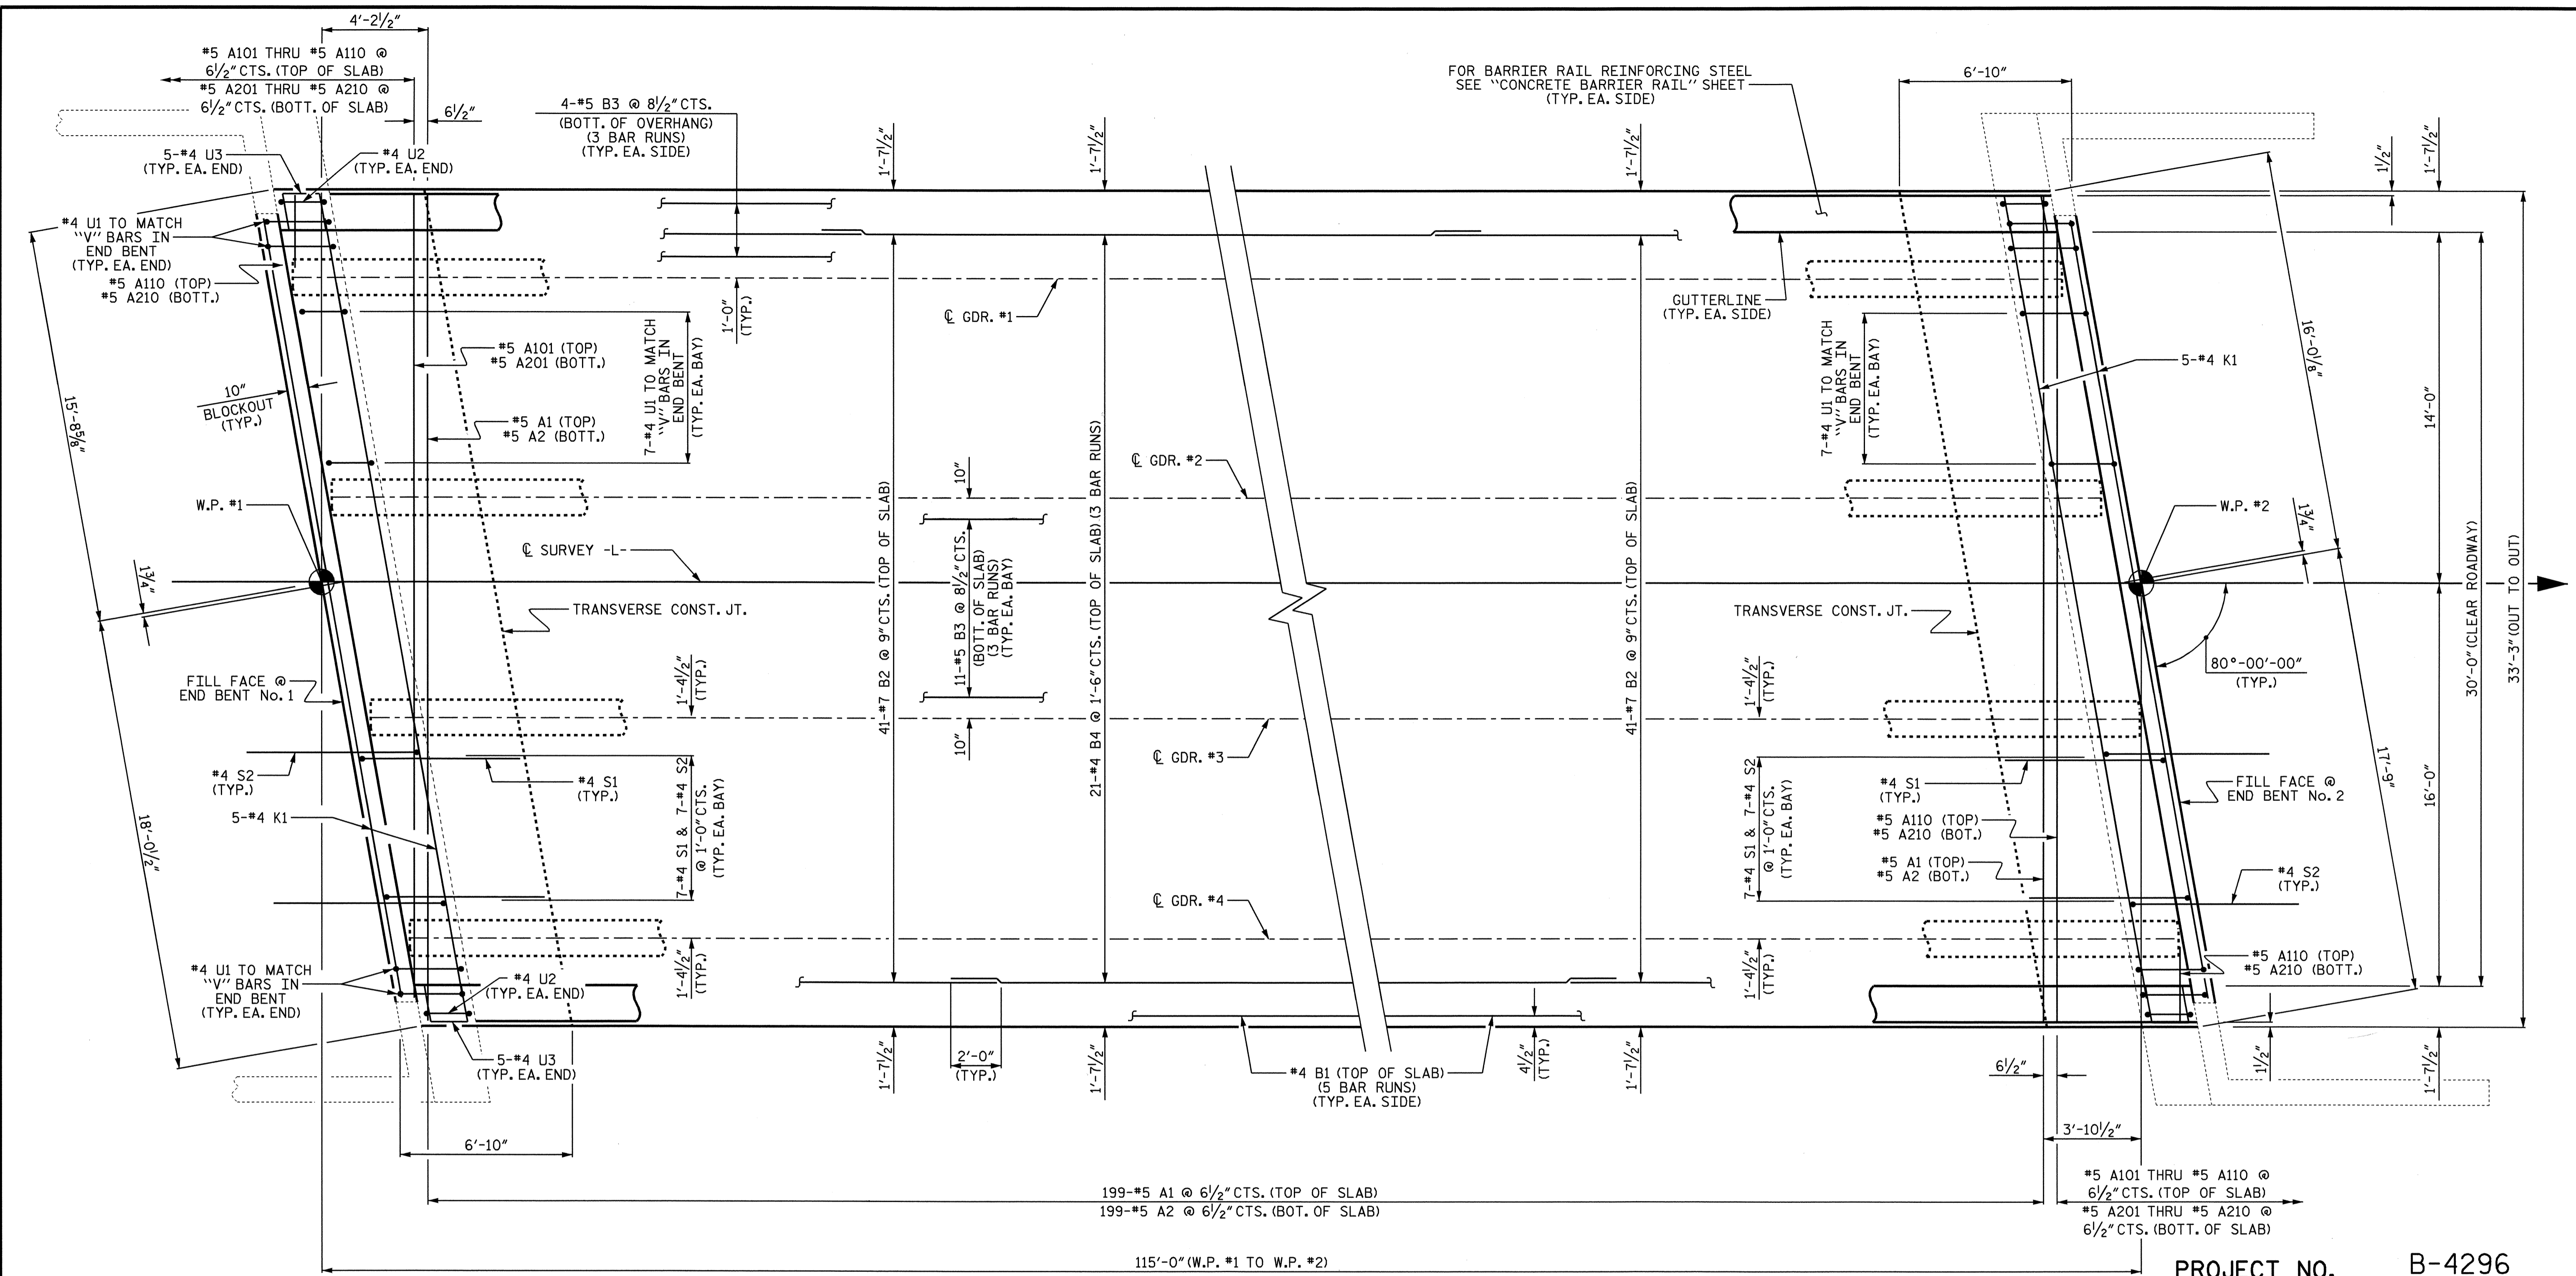 4'-2½"
#5 A101 THRU #5 A110 @
6½" CTS. (TOP OF SLAB)
#5 A201 THRU #5 A210 @
6½" CTS. (BOTT. OF SLAB)
6½"
4-#5 B3 @ 8½" CTS.
(BOTT. OF OVERHANG)
(3 BAR RUNS)
(TYP. EA. SIDE)
FOR BARRIER RAIL REINFORCING STEEL
SEE "CONCRETE BARRIER RAIL" SHEET
(TYP. EA. SIDE)
6'-10"
1'-7½"
1'-7½"
1'-7½"
1½"
1'-7½"
5-#4 U3
(TYP. EA. END)
#4 U2
(TYP. EA. END)
#4 U1 TO MATCH
"V" BARS IN
END BENT
(TYP. EA. END)
#5 A110 (TOP)
#5 A210 (BOTT.)
1'-0"
(TYP.)
℄ GDR. #1
GUTTERLINE
(TYP. EA. SIDE)
#5 A101 (TOP)
#5 A201 (BOTT.)
7-#4 U1 TO MATCH
"V" BARS IN
END BENT
(TYP. EA. BAY)
7-#4 U1 TO MATCH
"V" BARS IN
END BENT
(TYP. EA. BAY)
5-#4 K1
16'-0⅛"
10"
BLOCKOUT
(TYP.)
15'-8⅝"
#5 A1 (TOP)
#5 A2 (BOTT.)
14'-0"
℄ GDR. #2
10"
W.P. #1
41-#7 B2 @ 9" CTS. (TOP OF SLAB)
11-#5 B3 @ 8½" CTS.
(BOTT. OF SLAB)
(3 BAR RUNS)
(TYP. EA. BAY)
21-#4 B4 @ 1'-6" CTS. (TOP OF SLAB) (3 BAR RUNS)
41-#7 B2 @ 9" CTS. (TOP OF SLAB)
W.P. #2
1¾"
30'-0" (CLEAR ROADWAY)
33'-3" (OUT TO OUT)
℄ SURVEY -L-
1¾"
TRANSVERSE CONST. JT.
TRANSVERSE CONST. JT.
80°-00'-00"
(TYP.)
FILL FACE @
END BENT No. 1
1'-4½"
(TYP.)
1'-4½"
(TYP.)
10"
℄ GDR. #3
#4 S2
(TYP.)
#4 S1
(TYP.)
7-#4 S1 & 7-#4 S2
@ 1'-0" CTS.
(TYP. EA. BAY)
7-#4 S1 & 7-#4 S2
@ 1'-0" CTS.
(TYP. EA. BAY)
#4 S1
(TYP.)
FILL FACE @
END BENT No. 2
17'-9"
16'-0"
5-#4 K1
18'-0½"
#5 A110 (TOP)
#5 A210 (BOT.)
#5 A1 (TOP)
#5 A2 (BOT.)
#4 S2
(TYP.)
℄ GDR. #4
#4 U1 TO MATCH
"V" BARS IN
END BENT
(TYP. EA. END)
#4 U2
(TYP. EA. END)
1'-4½"
(TYP.)
1'-4½"
(TYP.)
#5 A110 (TOP)
#5 A210 (BOTT.)
5-#4 U3
(TYP. EA. END)
1'-7½"
2'-0"
(TYP.)
1'-7½"
#4 B1 (TOP OF SLAB)
(5 BAR RUNS)
(TYP. EA. SIDE)
4½"
(TYP.)
1'-7½"
6½"
1½"
1'-7½"
6'-10"
3'-10½"
199-#5 A1 @ 6½" CTS. (TOP OF SLAB)
199-#5 A2 @ 6½" CTS. (BOT. OF SLAB)
#5 A101 THRU #5 A110 @
6½" CTS. (TOP OF SLAB)
#5 A201 THRU #5 A210 @
6½" CTS. (BOTT. OF SLAB)
115'-0" (W.P. #1 TO W.P. #2)
PROJECT NO. B-4296